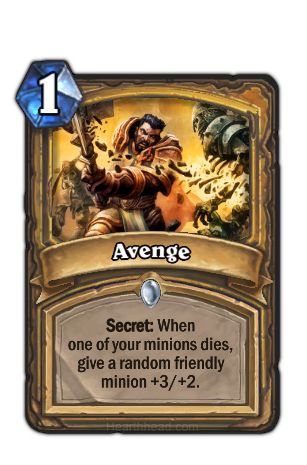 1
Avenge
Secret: When
one of your minions dies,
give a random friendly
minion +3/+2.
Hearthhead.com